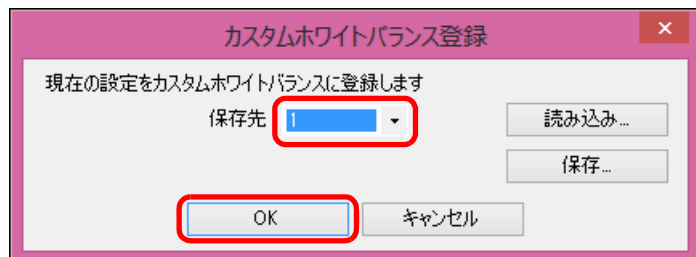 カスタムホワイトバランス登録
×
現在の設定をカスタムホワイトバランスに登録します
保存先 1 読み込み...
保存...
OK キャンセル